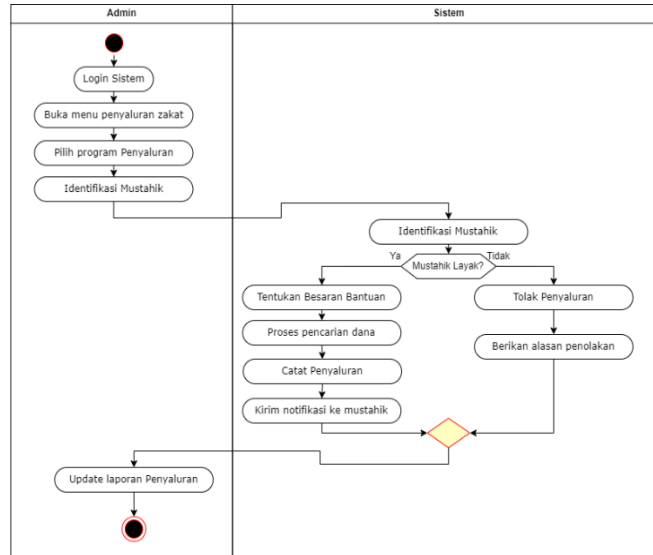 Admin
Sistem
Login Sistem
Buka menu penyaluran zakat
Pilih program Penyaluran
Identifikasi Mustahik
Identifikasi Mustahik
Ya
Mustahik Layak?
Tidak
Tentukan Besaran Bantuan
Tolak Penyaluran
Proses pencarian dana
Berikan alasan penolakan
Catat Penyaluran
Kirim notifikasi ke mustahik
Update laporan Penyaluran